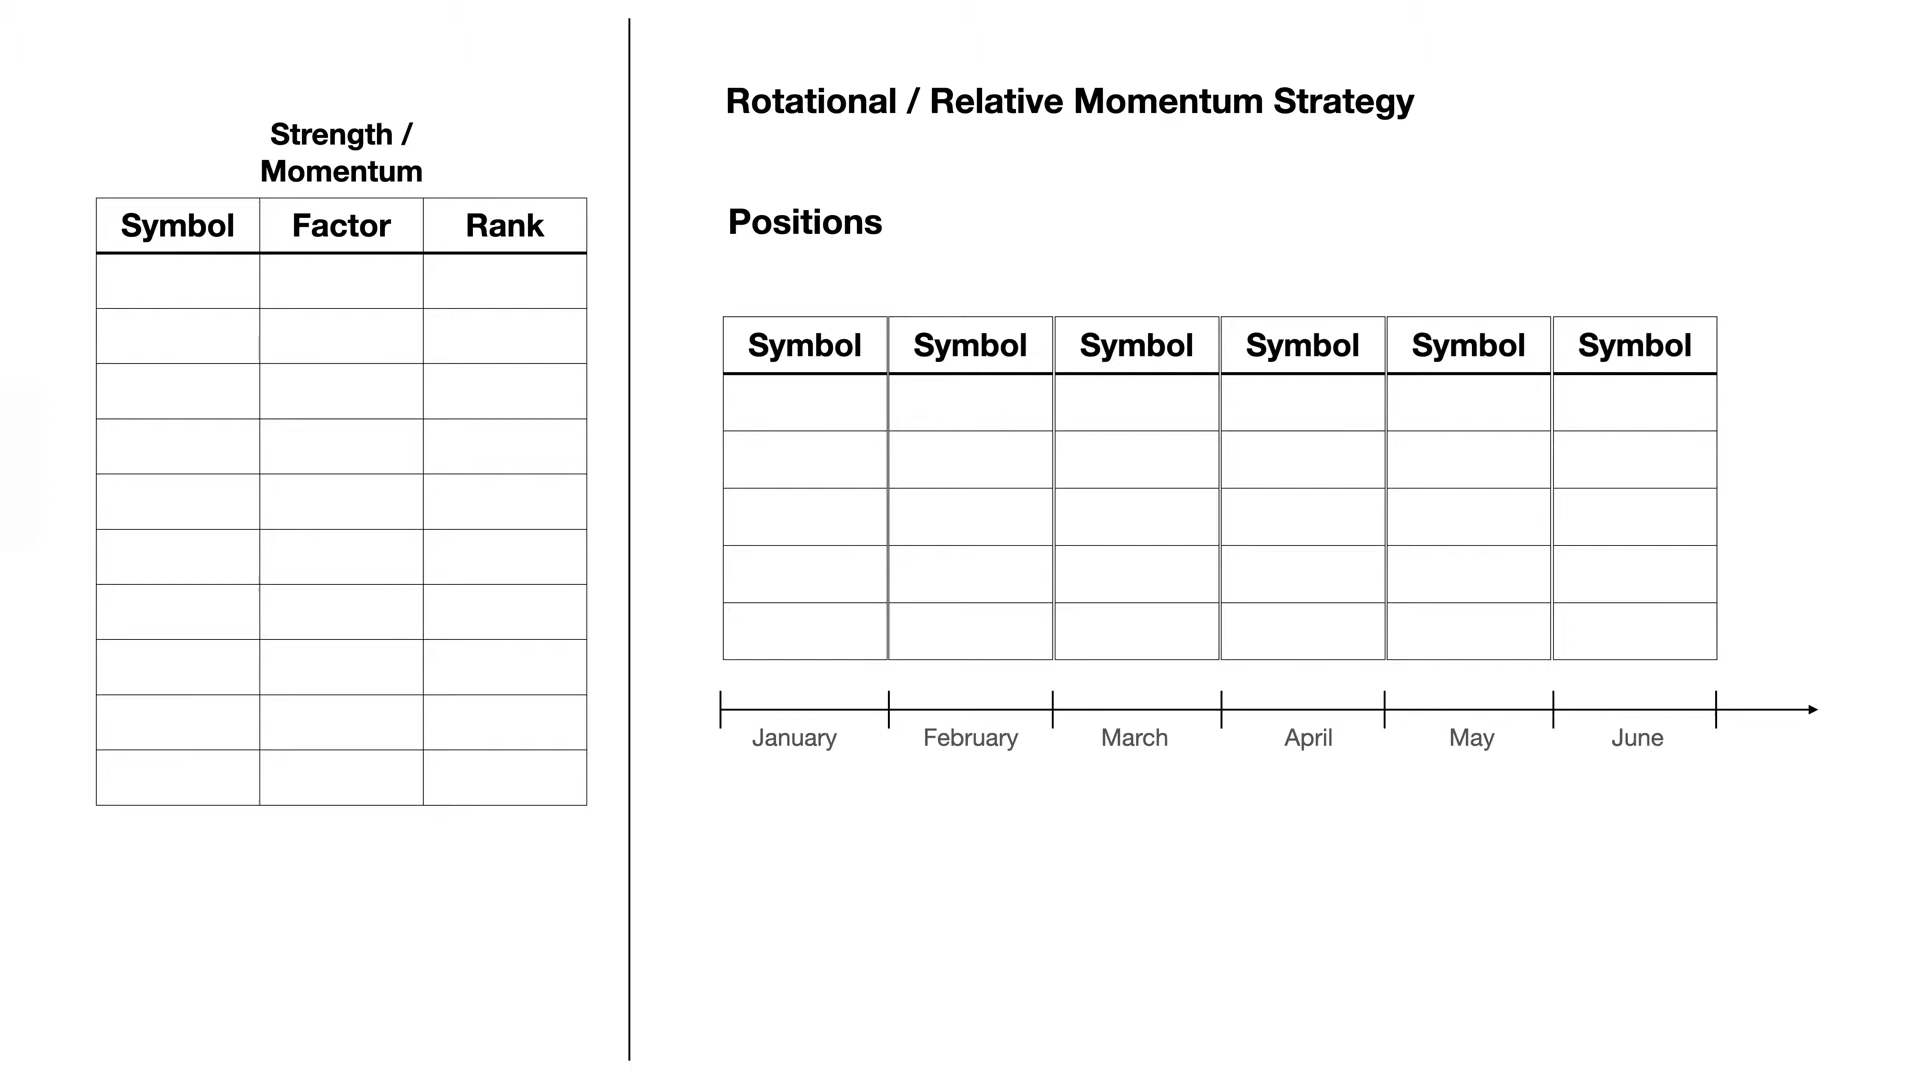 Strength /
Momentum
Symbol Factor Rank
Rotational / Relative Momentum Strategy
Positions
Symbol Symbol Symbol Symbol Symbol Symbol
January February March April May June